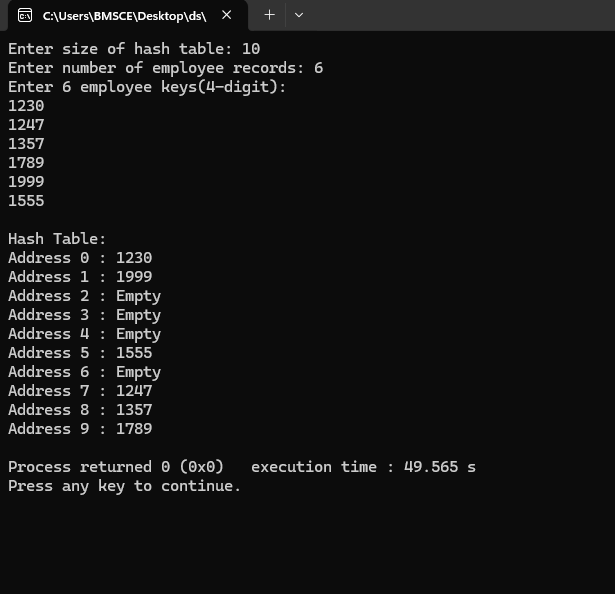 C:\Users\BMSCE\Desktop\ds\
Enter size of hash table: 10
Enter number of employee records: 6
Enter 6 employee keys(4-digit):
1230
1247
1357
1789
1999
1555
Hash Table:
Address 0 : 1230
Address 1 : 1999
Address 2 : Empty
Address 3 : Empty
Address 4 : Empty
Address 5 : 1555
Address 6 : Empty
Address 7 : 1247
Address 8 : 1357
Address 9 : 1789
Process returned 0 (0x0)   execution time : 49.565 s
Press any key to continue.